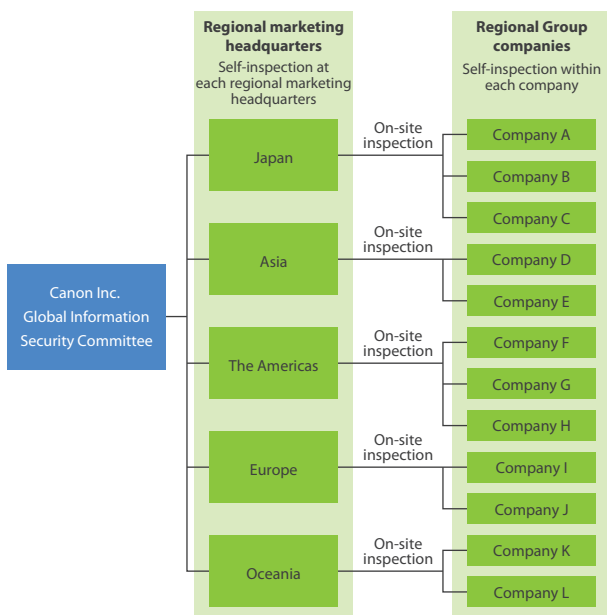 Regional marketing
headquarters
Self-inspection at
each regional marketing
headquarters
Regional Group
companies
Self-inspection within
each company
Canon Inc.
Global Information
Security Committee
Japan
On-site
inspection
Company A
Company B
Company C
Asia
On-site
inspection
Company D
Company E
The Americas
On-site
inspection
Company F
Company G
Company H
Europe
On-site
inspection
Company I
Company J
Oceania
On-site
inspection
Company K
Company L